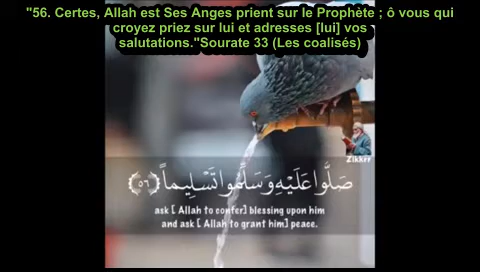 "56. Certes, Allah est Ses Anges prient sur le Prophète ; ô vous qui
croyez priez sur lui et adresses [lui] vos
salutations."Sourate 33 (Les coalisés)
Zikkrr
صَلُّوا۟ عَلَيْهِ وَسَلِّمُوا۟ تَسْلِيمًا ﴿٥٦﴾
ask [ Allah to confer] blessing upon him
and ask [ Allah to grant him] peace.